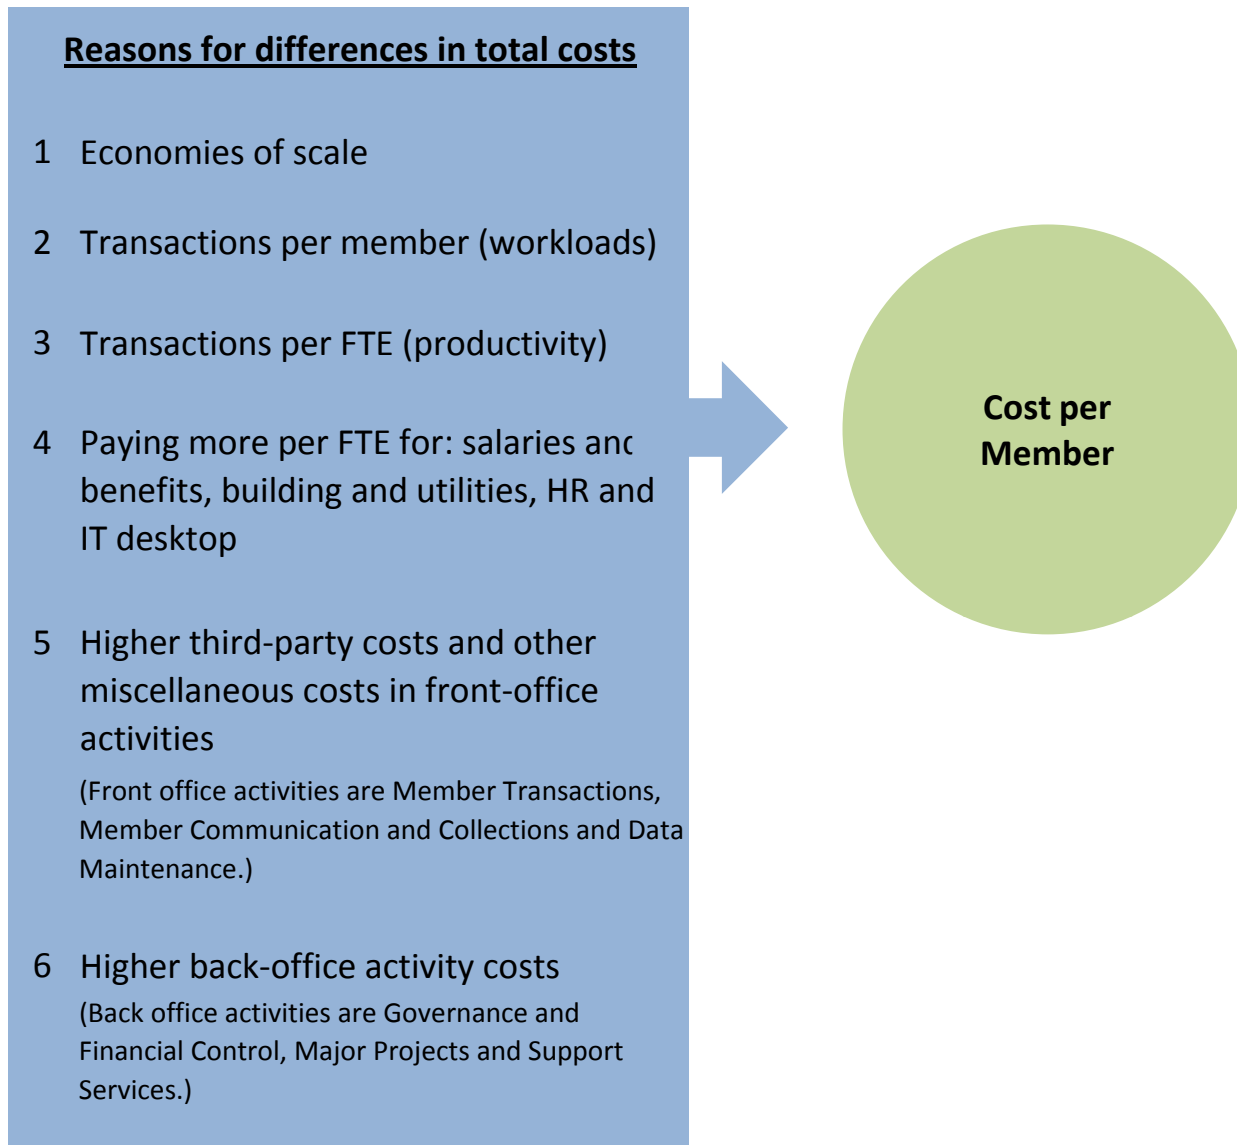 Reasons for differences in total costs
1 Economies of scale
2 Transactions per member (workloads)
3 Transactions per FTE (productivity)
4 Paying more per FTE for: salaries and
benefits, building and utilities, HR and
IT desktop
5 Higher third-party costs and other
miscellaneous costs in front-office
activities
(Front office activities are Member Transactions,
Member Communication and Collections and Data
Maintenance.)
6 Higher back-office activity costs
(Back office activities are Governance and
Financial Control, Major Projects and Support
Services.)
Cost per
Member